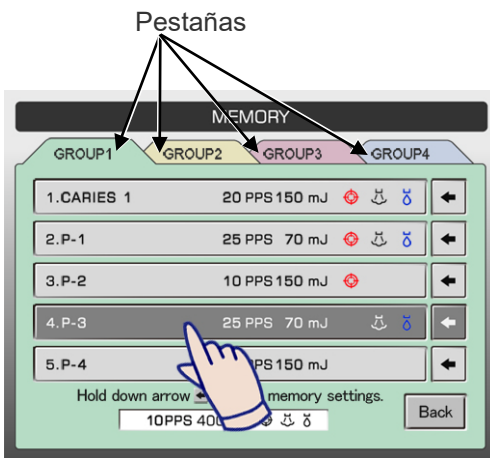 Pestañas
MEMORY
GROUP1 GROUP2 GROUP3 GROUP4
1.CARIES 1 20 PPS 150 mJ
2.P-1 25 PPS 70 mJ
3.P-2 10 PPS 150 mJ
4.P-3 25 PPS 70 mJ
5.P-4 PS 150 mJ
Hold down arrow memory settings.
10PPS 400
Back